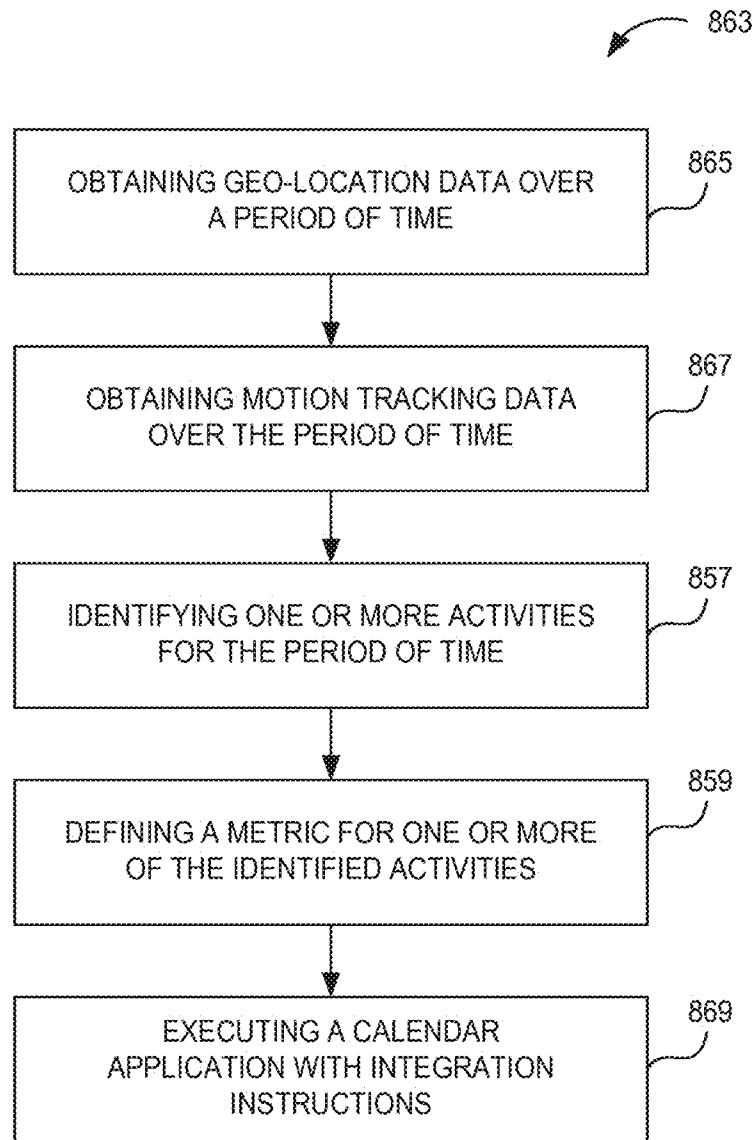 863
OBTAINING GEO-LOCATION DATA OVER
A PERIOD OF TIME
865
OBTAINING MOTION TRACKING DATA
OVER THE PERIOD OF TIME
867
IDENTIFYING ONE OR MORE ACTIVITIES
FOR THE PERIOD OF TIME
857
DEFINING A METRIC FOR ONE OR MORE
OF THE IDENTIFIED ACTIVITIES
859
EXECUTING A CALENDAR
APPLICATION WITH INTEGRATION
INSTRUCTIONS
869